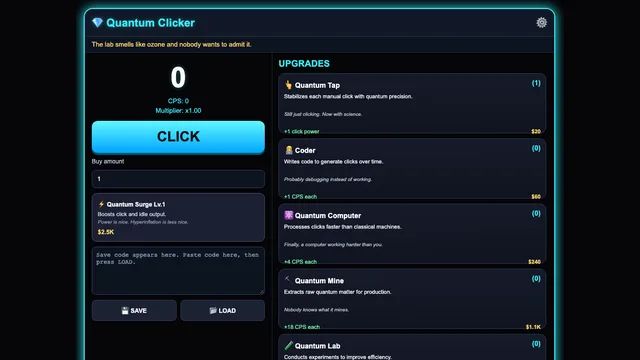 Quantum Clicker
The lab smells like ozone and nobody wants to admit it.
0
CPS: 0
Multiplier: x1.00
CLICK
Buy amount
1
Quantum Surge Lv.1
Boosts click and idle output.
Power is nice. Hyperinflation is less nice.
$2.5K
Save code appears here. Paste code here, then
press LOAD.
SAVE
LOAD
UPGRADES
Quantum Tap
(1)
Stabilizes each manual click with quantum precision.
Still just clicking. Now with science.
+1 click power
$20
Coder
(0)
Writes code to generate clicks over time.
Probably debugging instead of working.
+1 CPS each
$60
Quantum Computer
(0)
Processes clicks faster than classical machines.
Finally, a computer working harder than you.
+4 CPS each
$240
Quantum Mine
(0)
Extracts raw quantum matter for production.
Nobody knows what it mines.
+18 CPS each
$1.1K
Quantum Lab
(0)
Conducts experiments to improve efficiency.